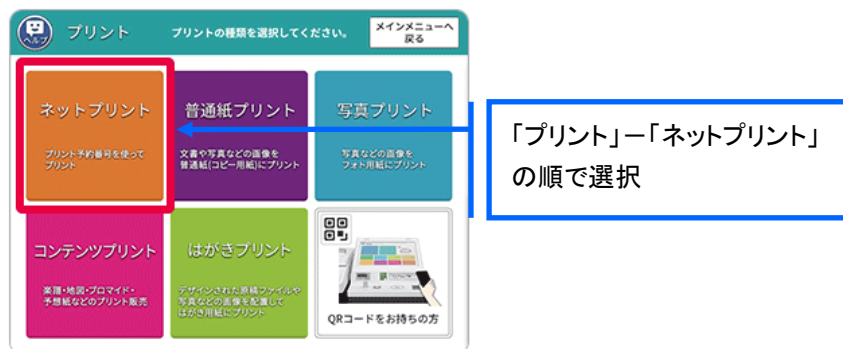 ヘルプ
プリント
プリントの種類を選択してください。
メインメニューへ
戻る
ネットプリント
プリント予約番号を使って
プリント
普通紙プリント
文書や写真などの画像を
普通紙(コピー用紙)にプリント
写真プリント
写真などの画像を
フォト用紙にプリント
「プリント」－「ネットプリント」
の順で選択
コンテンツプリント
楽譜・地図・ブロマイド・
予想紙などのプリント販売
はがきプリント
デザインされた原稿ファイルや
写真などの画像を配置して
はがき用紙にプリント
QRコードをお持ちの方